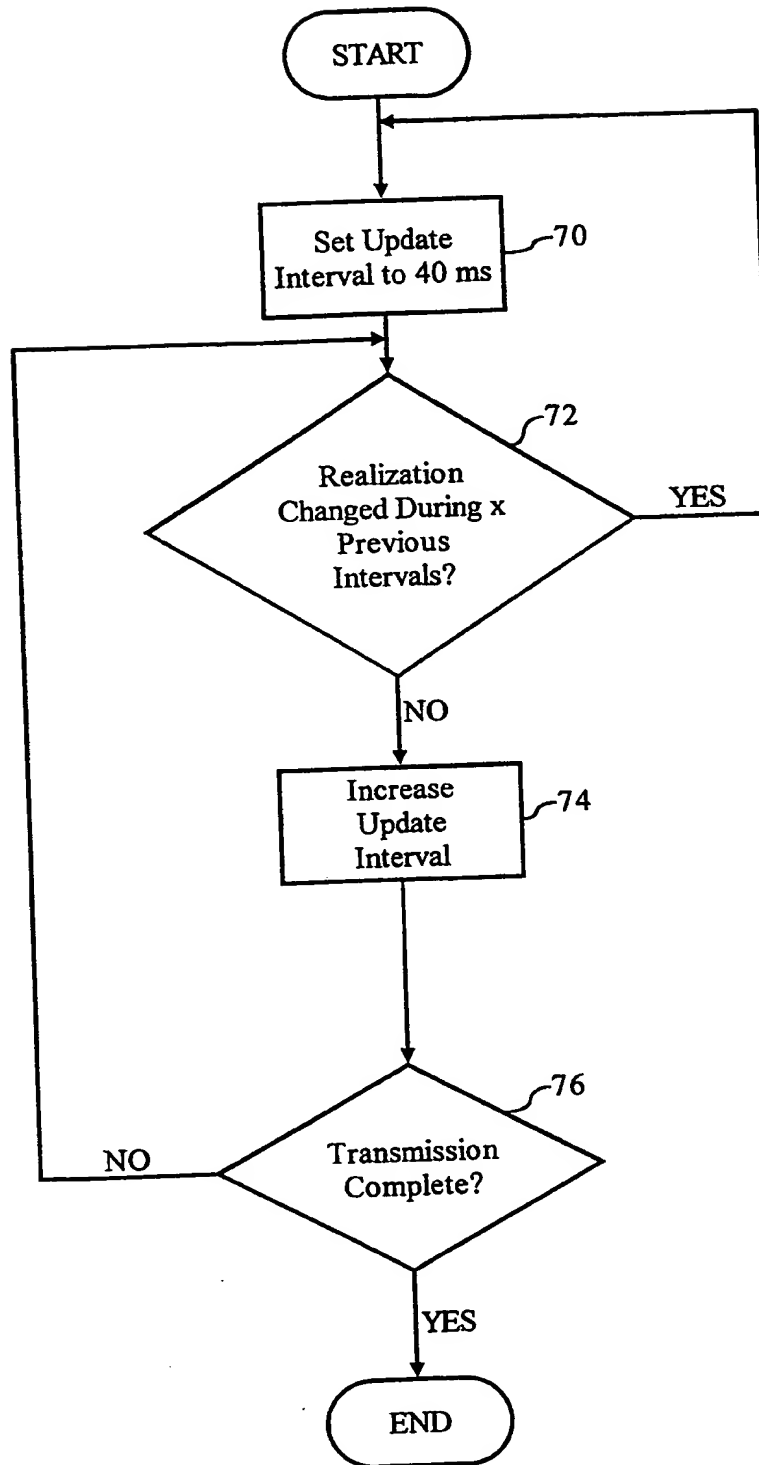 START
Set Update
Interval to 40 ms
70
72
Realization
Changed During x
Previous
Intervals?
YES
NO
Increase
Update
Interval
74
76
NO
Transmission
Complete?
YES
END